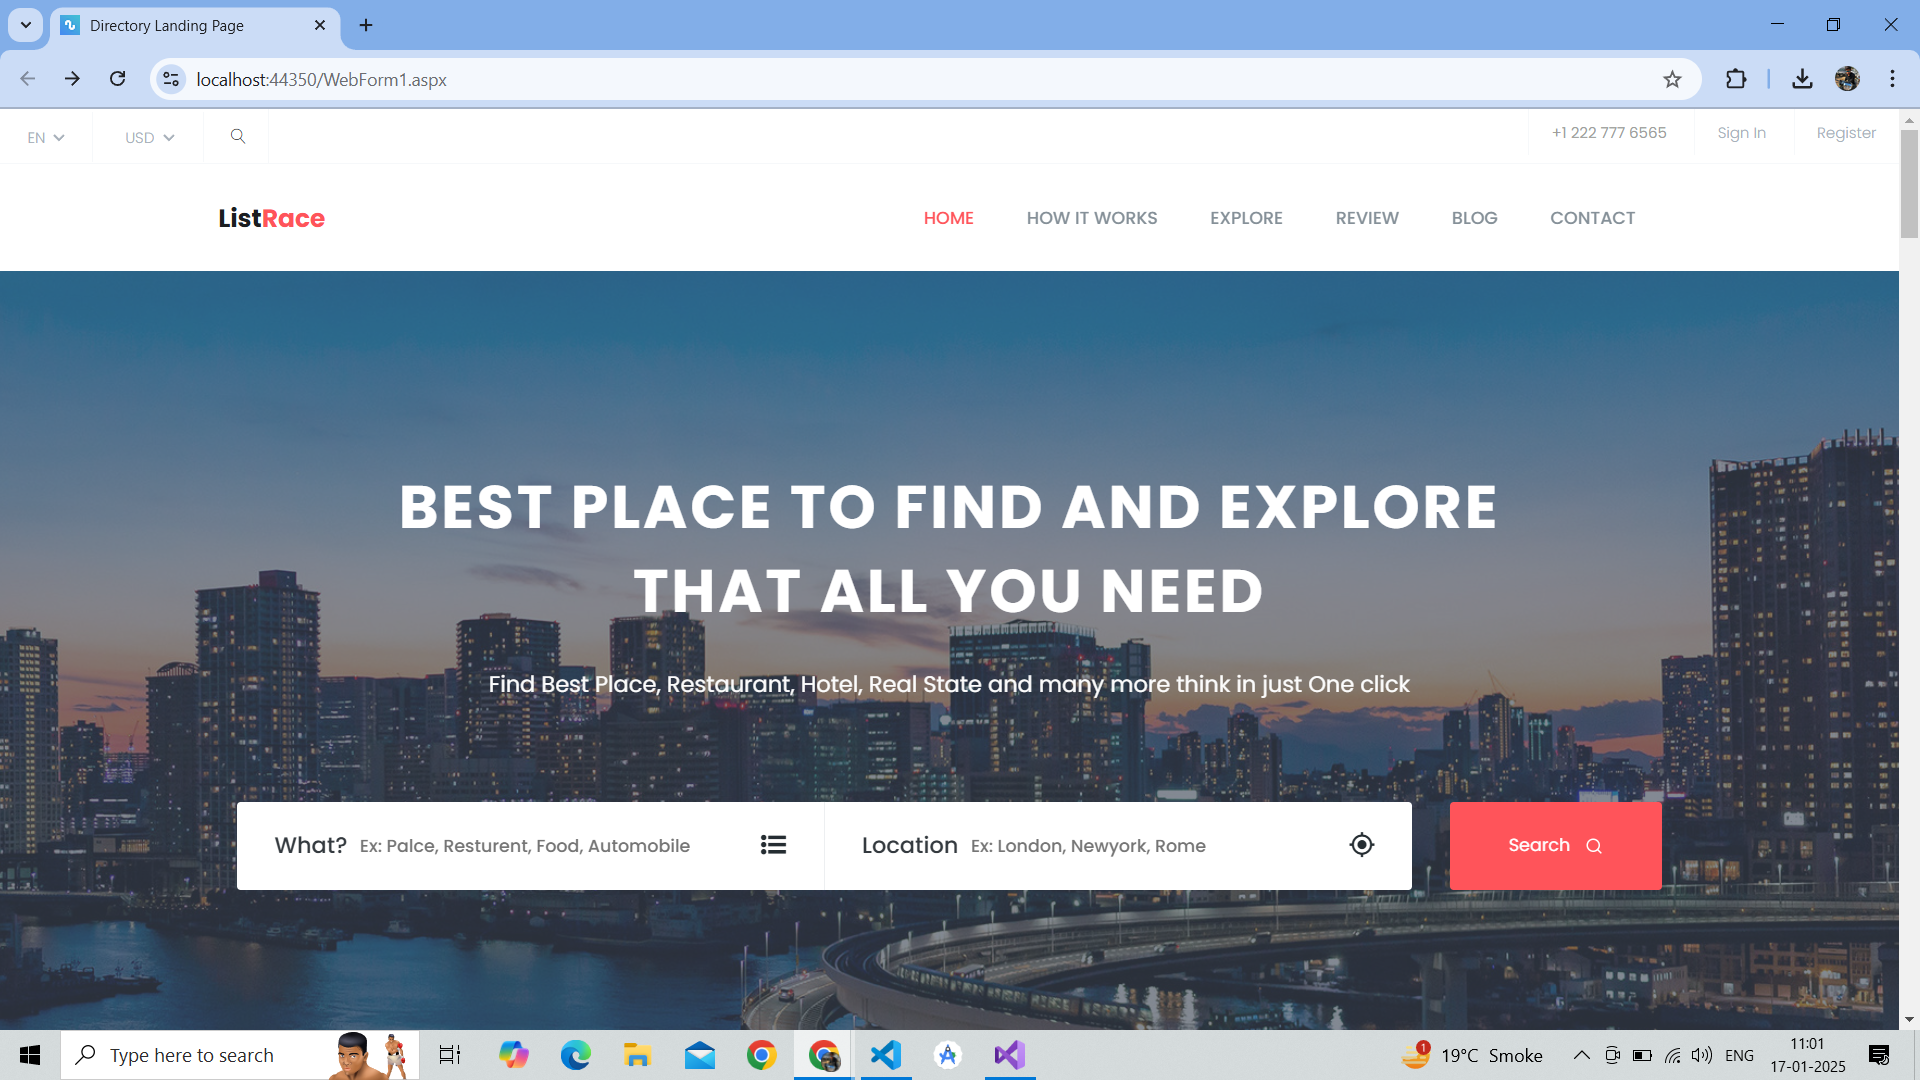 Directory Landing Page
localhost:44350/WebForm1.aspx
EN USD +1 222 777 6565 Sign In Register
ListRace HOME HOW IT WORKS EXPLORE REVIEW BLOG CONTACT
BEST PLACE TO FIND AND EXPLORE
THAT ALL YOU NEED
Find Best Place, Restaurant, Hotel, Real State and many more think in just One click
What? Ex: Palce, Resturent, Food, Automobile Location Ex: London, Newyork, Rome Search
Type here to search 1 19°C Smoke ENG 11:01
17-01-2025